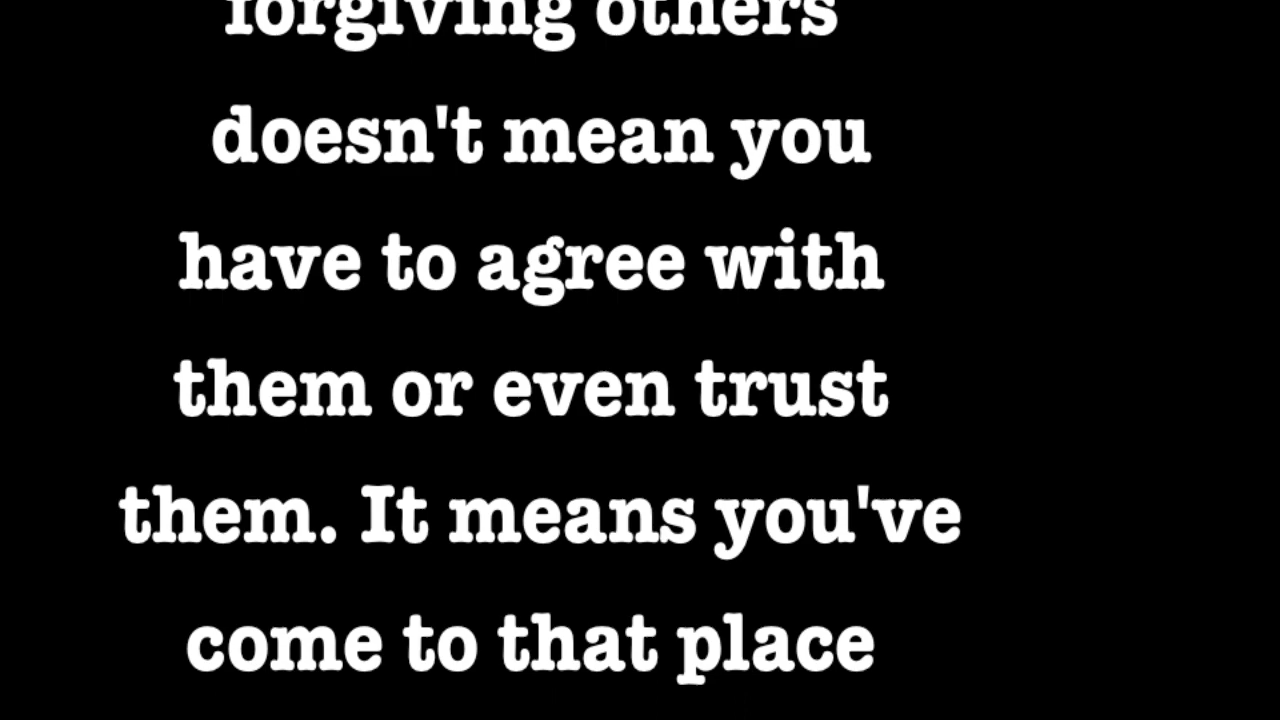 forgiving others
doesn't mean you
have to agree with
them or even trust
them. It means you've
come to that place